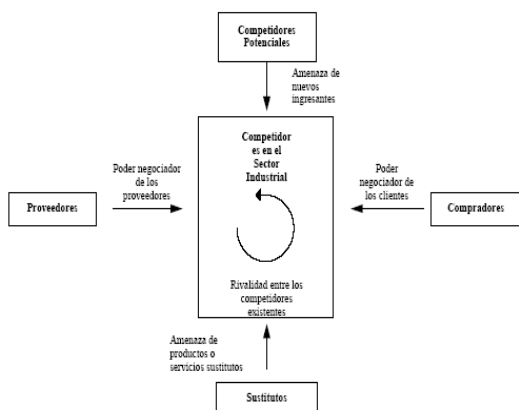 Competidores
Potenciales
Amenaza de
nuevos
ingresantes
Competidor
es en el
Sector
Industrial
Poder negociador
de los
proveedores
Poder
negociador de
los clientes
Proveedores
Compradores
Rivalidad entre los
competidores
existentes
Amenaza de
productos o
servicios sustitutos
Sustitutos